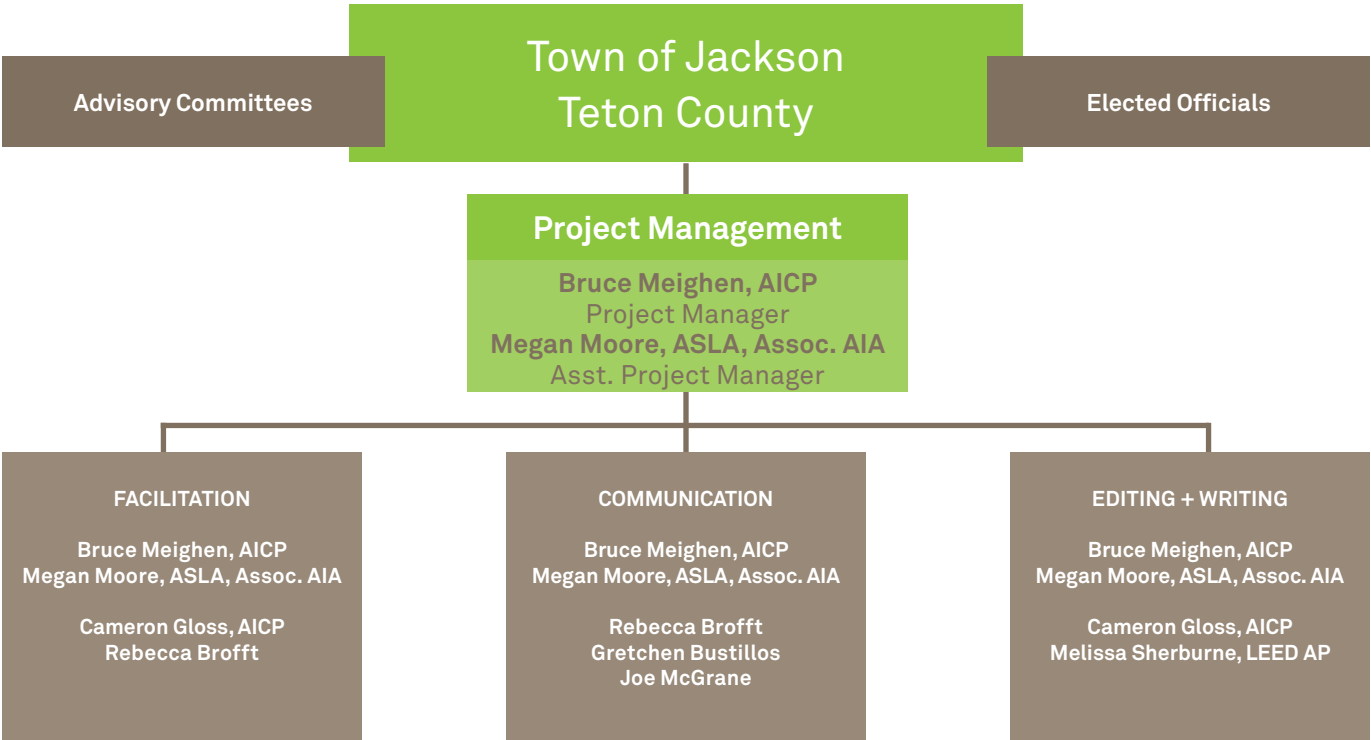 Town of Jackson
Teton County
Advisory Committees
Elected Officials
Project Management
Bruce Meighen, AICP
Project Manager
Megan Moore, ASLA, Assoc. AIA
Asst. Project Manager
FACILITATION
Bruce Meighen, AICP
Megan Moore, ASLA, Assoc. AIA
Cameron Gloss, AICP
Rebecca Brofft
COMMUNICATION
Bruce Meighen, AICP
Megan Moore, ASLA, Assoc. AIA
Rebecca Brofft
Gretchen Bustillos
Joe McGrane
EDITING + WRITING
Bruce Meighen, AICP
Megan Moore, ASLA, Assoc. AIA
Cameron Gloss, AICP
Melissa Sherburne, LEED AP